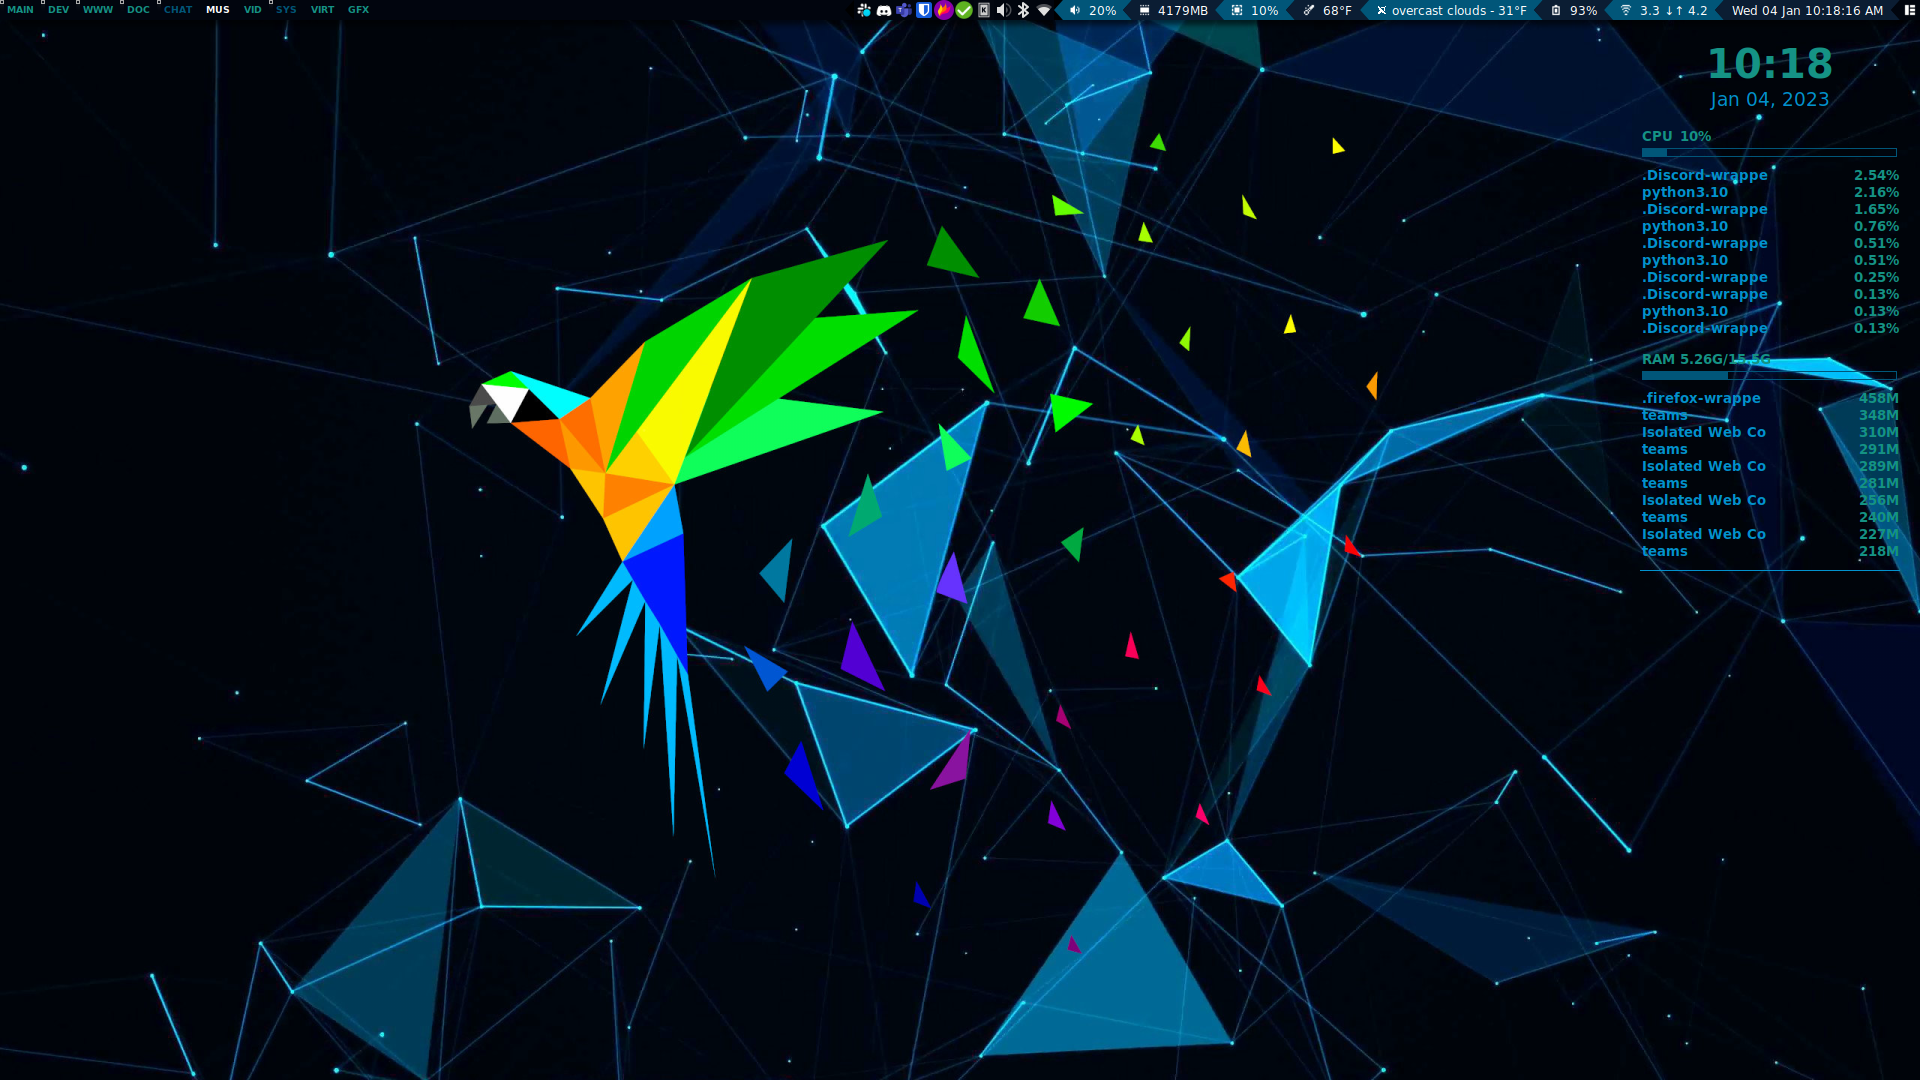 MAIN DEV WWW DOC CHAT MUS VID SYS VIRT GFX
20% 4179MB 10% 68°F overcast clouds - 31°F 93% 3.3 ↓↑ 4.2 Wed 04 Jan 10:18:16 AM
10:18
Jan 04, 2023
CPU 10%
.Discord-wrappe 2.54%
python3.10 2.16%
.Discord-wrappe 1.65%
python3.10 0.76%
.Discord-wrappe 0.51%
python3.10 0.51%
.Discord-wrappe 0.25%
.Discord-wrappe 0.13%
python3.10 0.13%
.Discord-wrappe 0.13%
RAM 5.26G/15.5G
.firefox-wrappe 458M
teams 348M
Isolated Web Co 310M
teams 291M
Isolated Web Co 289M
teams 281M
Isolated Web Co 256M
teams 240M
Isolated Web Co 227M
teams 218M